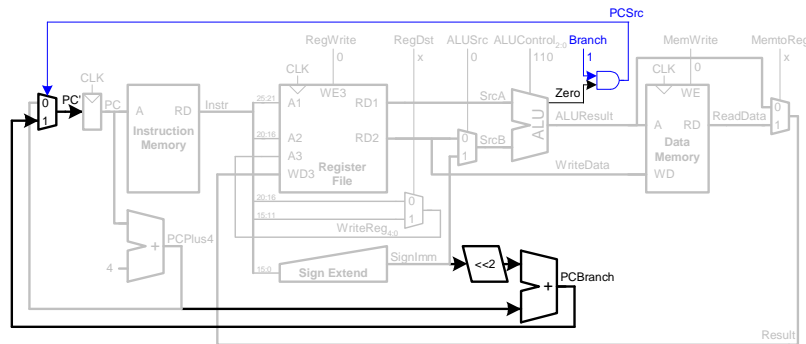 PCSrc
RegWrite RegDst ALUSrc ALUControl2:0 Branch MemWrite MemtoReg
0 x 0 110 1 0 x
CLK CLK CLK
Zero
0 PC' PC A RD Instr 25:21 A1 WE3 RD1 SrcA ALU ALUResult A WE RD ReadData 0
1 Instruction Memory 20:16 A2 RD2 0 SrcB 1
A3 1
WD3 Register File WriteData WD Data Memory
20:16 0
15:11 1
WriteReg4:0
PCPlus4
+
4
15:0 Sign Extend SignImm <<2 + PCBranch
Result